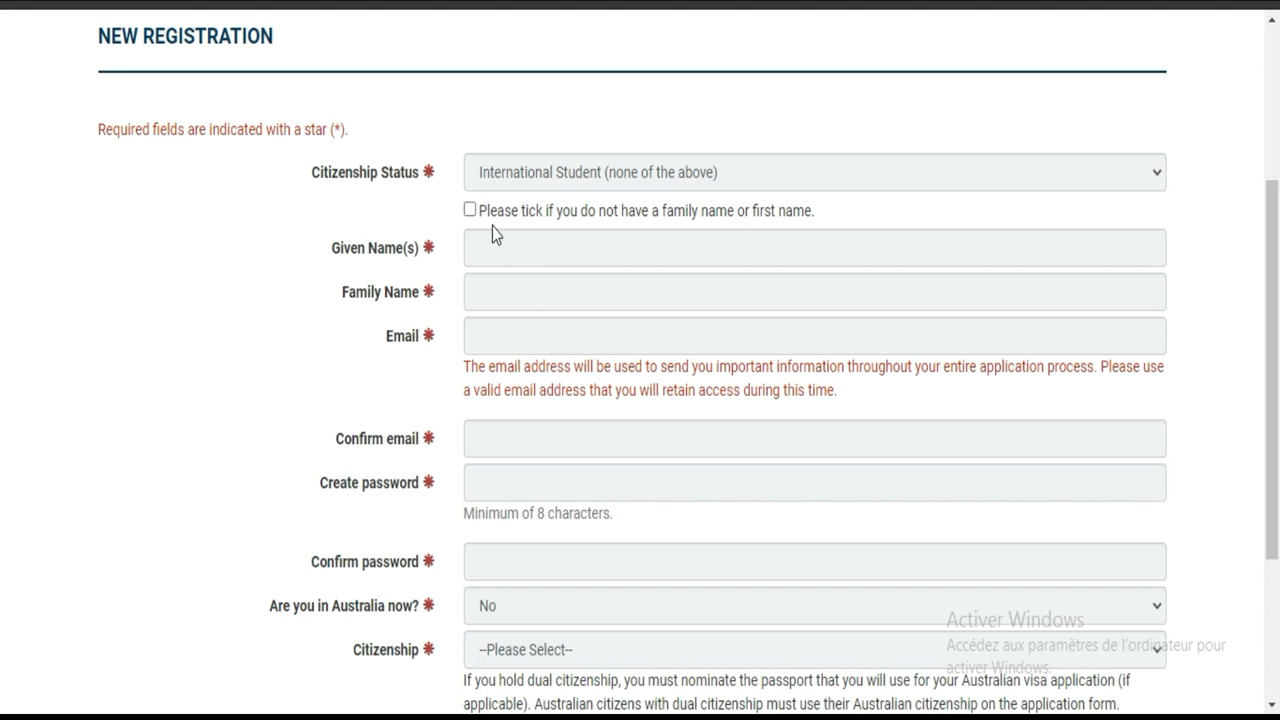 NEW REGISTRATION
Required fields are indicated with a star (*).
Citizenship Status * International Student (none of the above)
Please tick if you do not have a family name or first name.
Given Name(s) *
Family Name *
Email *
The email address will be used to send you important information throughout your entire application process. Please use
a valid email address that you will retain access during this time.
Confirm email *
Create password *
Minimum of 8 characters.
Confirm password *
Are you in Australia now? * No
Activer Windows
Citizenship * --Please Select--
Accédez aux paramètres de l'ordinateur pour
activer Windows.
If you hold dual citizenship, you must nominate the passport that you will use for your Australian visa application (if
applicable). Australian citizens with dual citizenship must use their Australian citizenship on the application form.